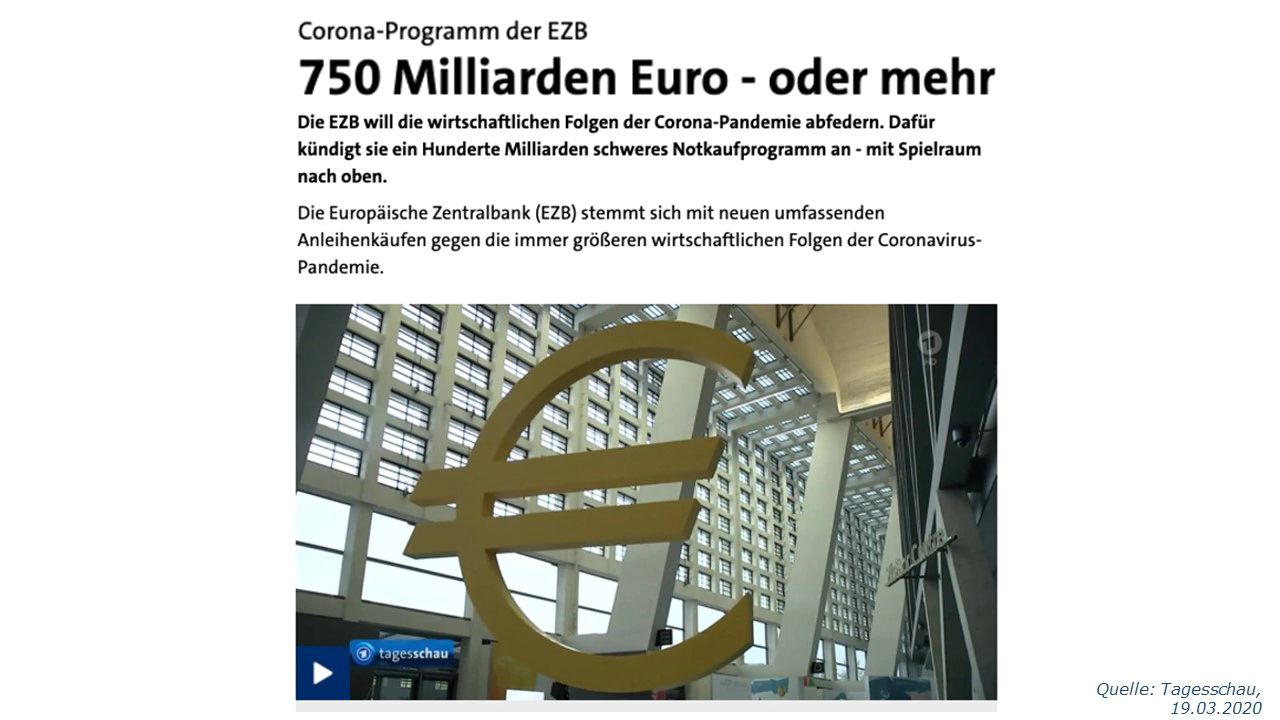 Corona-Programm der EZB
750 Milliarden Euro - oder mehr
Die EZB will die wirtschaftlichen Folgen der Corona-Pandemie abfedern. Dafür
kündigt sie ein Hunderte Milliarden schweres Notkaufprogramm an - mit Spielraum
nach oben.
Die Europäische Zentralbank (EZB) stemmt sich mit neuen umfassenden
Anleihenkäufen gegen die immer größeren wirtschaftlichen Folgen der Coronavirus-
Pandemie.
tagesschau
Quelle: Tagesschau,
19.03.2020